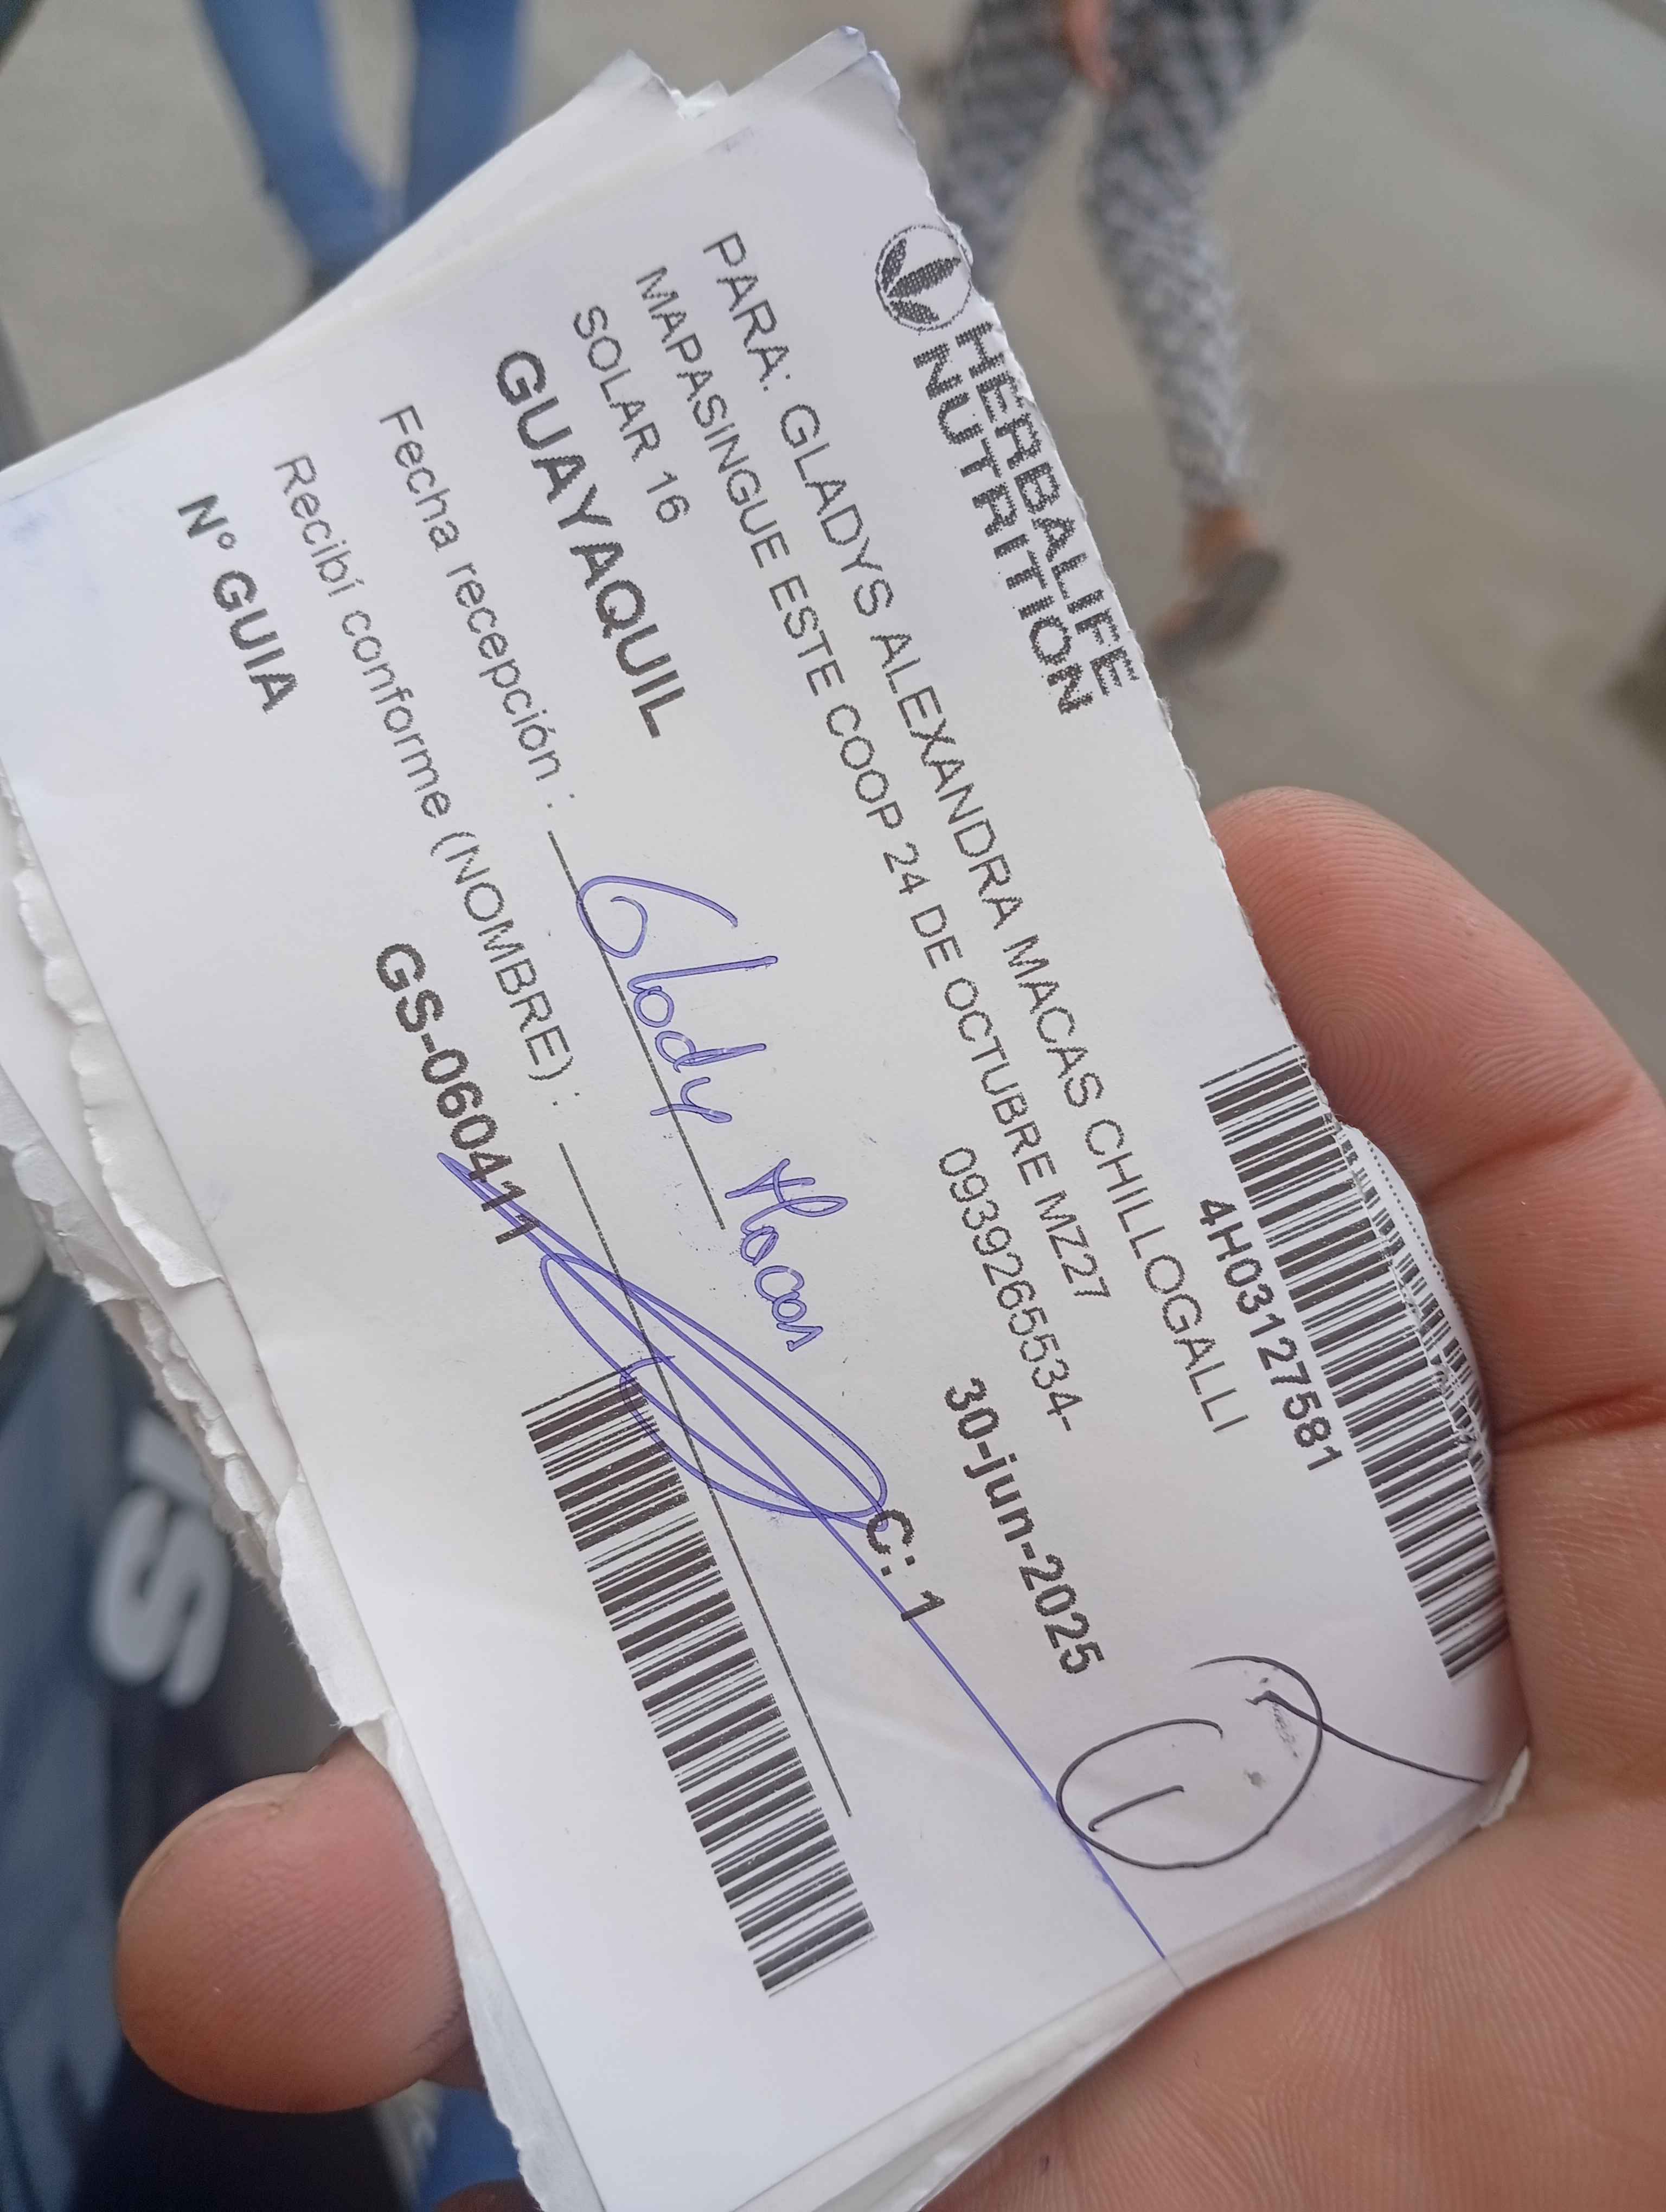 HERBALIFE
NUTRITION
4H03127581
PARA: GLADYS ALEXANDRA MACAS CHILLOGALLI
MAPASINGUE ESTE COOP 24 DE OCTUBRE MZ27
SOLAR 16
0939265534-
30-jun-2025
GUAYAQUIL
C: 1
Fecha recepción :
Glady Macas
Recibí conforme (NOMBRE) :
Nº GUIA
GS-060411